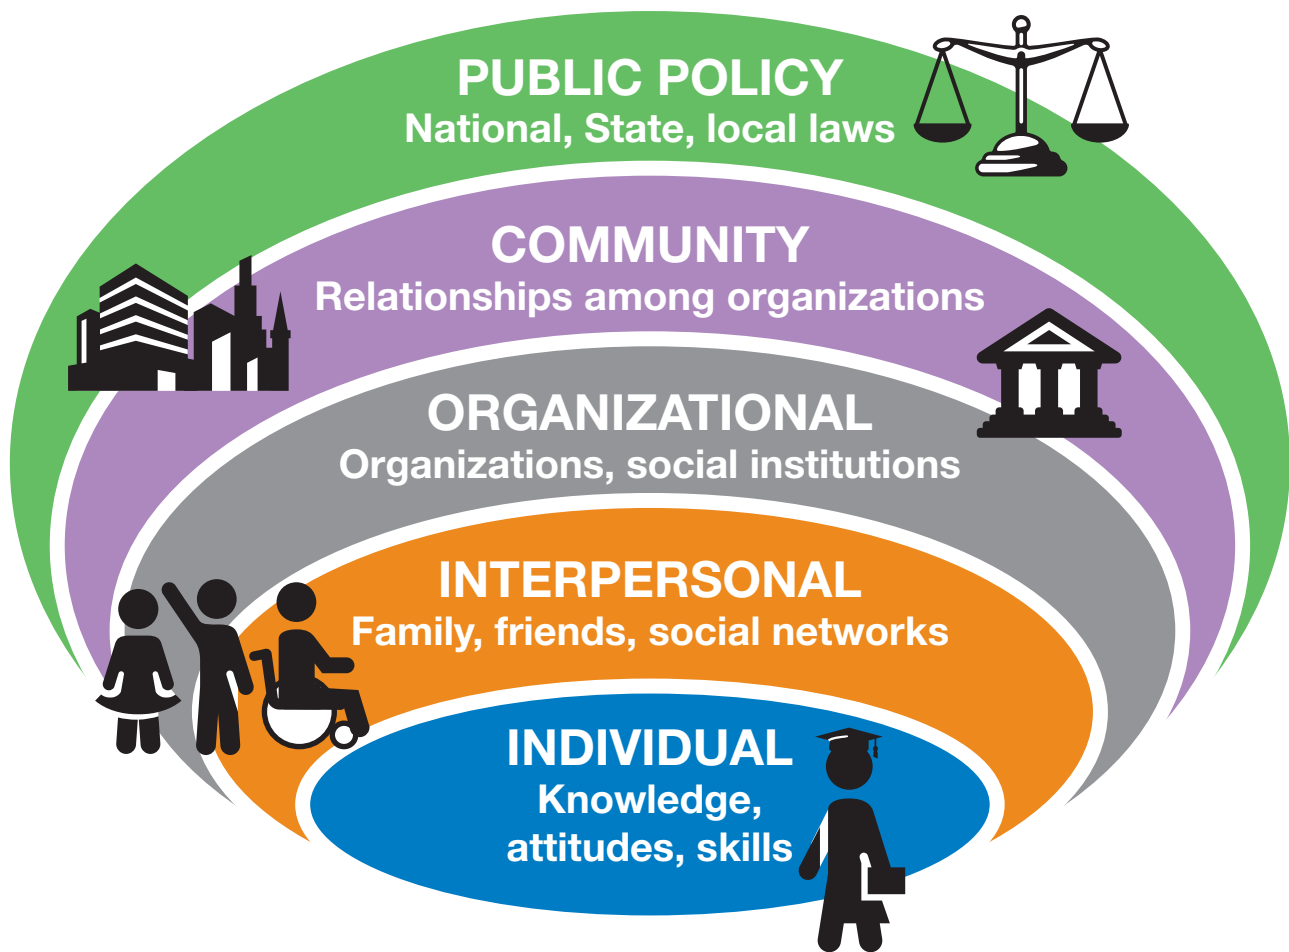 PUBLIC POLICY
National, State, local laws
COMMUNITY
Relationships among organizations
ORGANIZATIONAL
Organizations, social institutions
INTERPERSONAL
Family, friends, social networks
INDIVIDUAL
Knowledge,
attitudes, skills